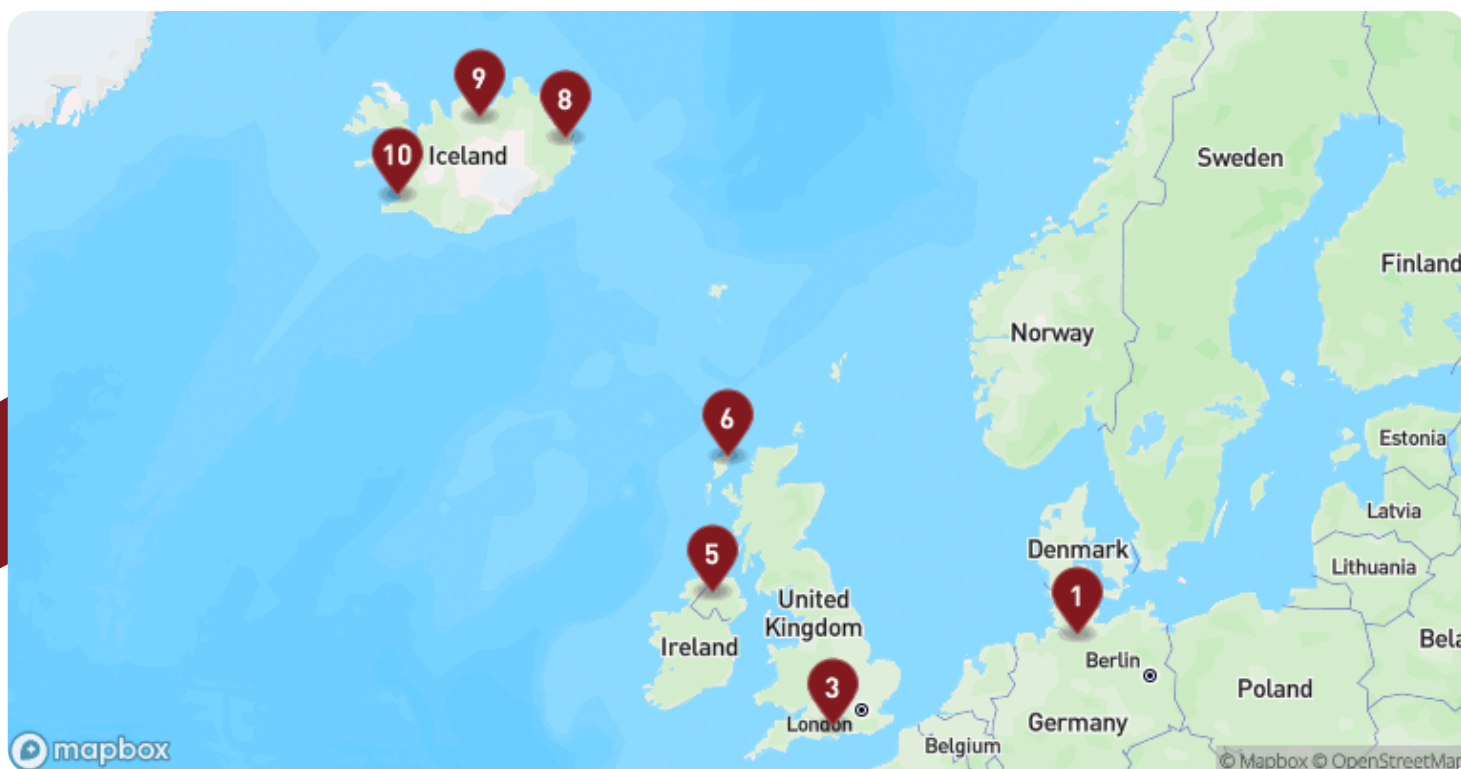 9
8
10
Iceland
Sweden
Finland
Norway
6
Estonia
Latvia
5
Denmark
Lithuania
1
United
Kingdom
Ireland
Bela
Berlin
3
Poland
London
Germany
Belgium
mapbox
© Mapbox © OpenStreetMap